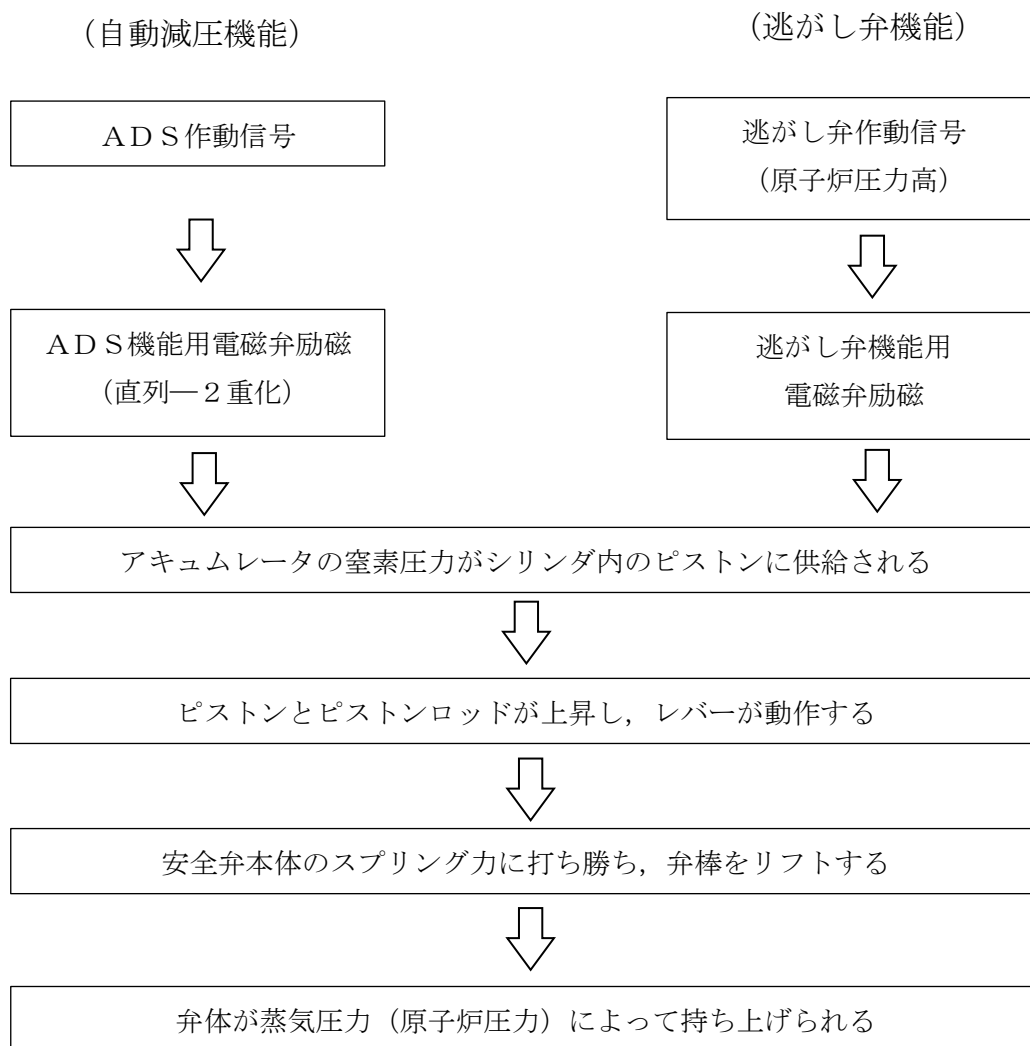 （自動減圧機能）
（逃がし弁機能）
ＡＤＳ作動信号
逃がし弁作動信号
（原子炉圧力高）
ＡＤＳ機能用電磁弁励磁
（直列―２重化）
逃がし弁機能用
電磁弁励磁
アキュムレータの窒素圧力がシリンダ内のピストンに供給される
ピストンとピストンロッドが上昇し，レバーが動作する
安全弁本体のスプリング力に打ち勝ち，弁棒をリフトする
弁体が蒸気圧力（原子炉圧力）によって持ち上げられる